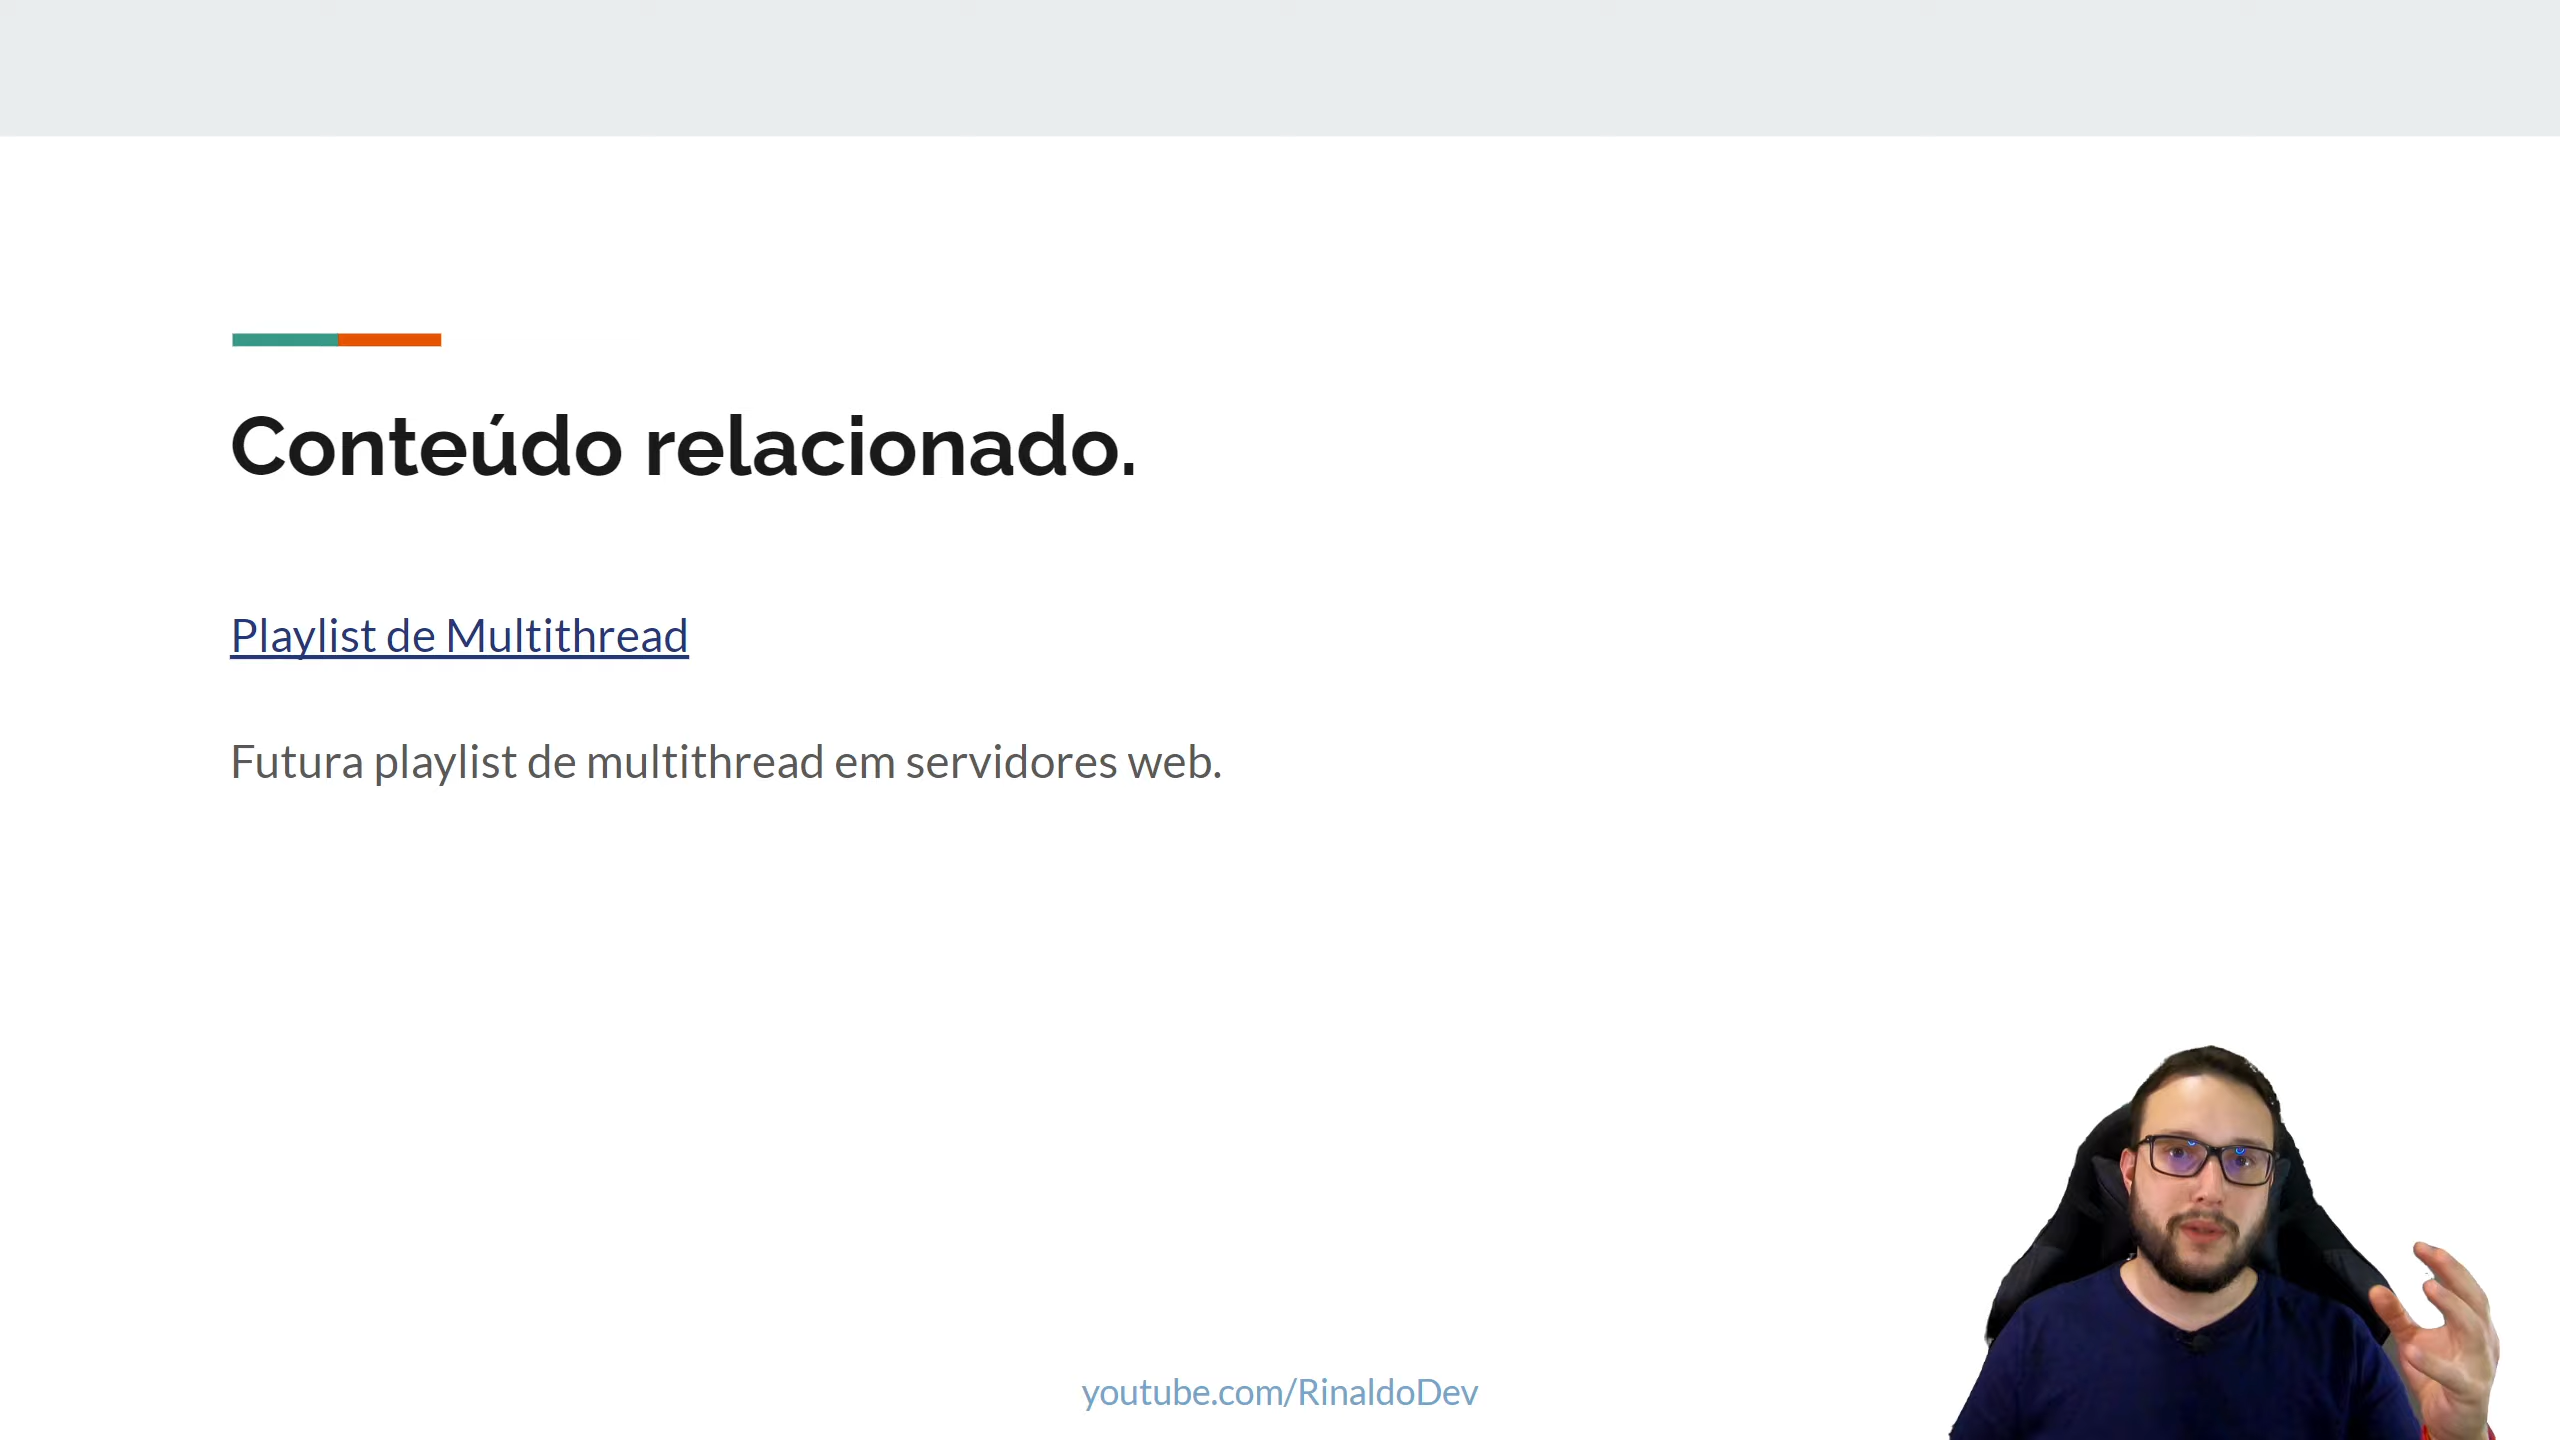 Conteúdo relacionado.
Playlist de Multithread
Futura playlist de multithread em servidores web.
youtube.com/RinaldoDev